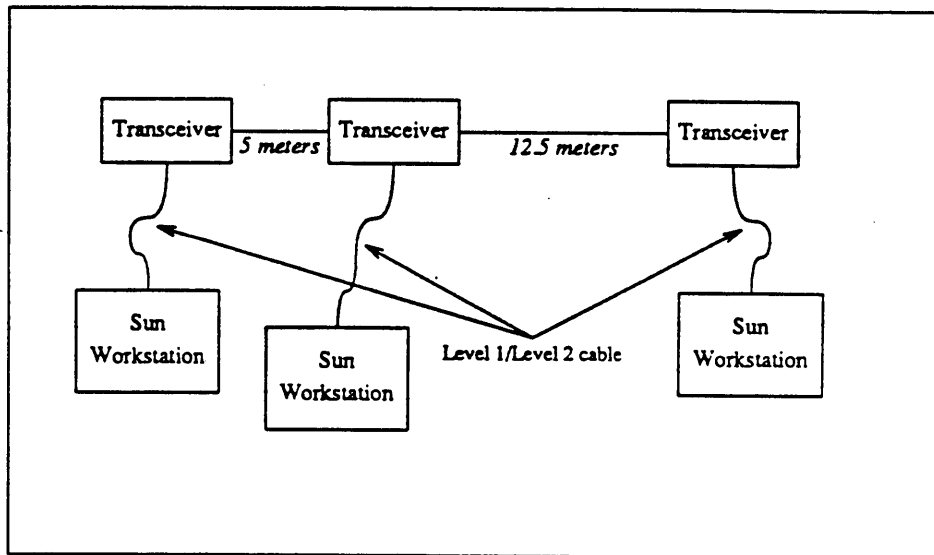 Transceiver
5 meters
Transceiver
12.5 meters
Transceiver
Sun
Workstation
Sun
Workstation
Level 1/Level 2 cable
Sun
Workstation